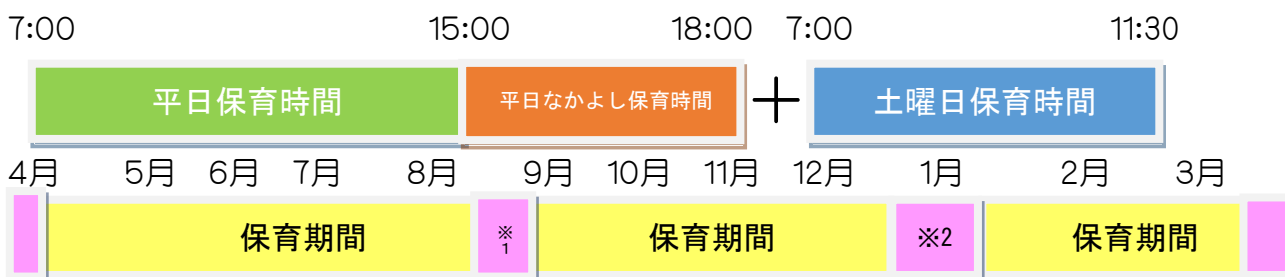 7:00 15:00 18:00 7:00 11:30
平日保育時間 平日なかよし保育時間 + 土曜日保育時間
4月 5月 6月 7月 8月 9月 10月 11月 12月 1月 2月 3月
保育期間 ※1 保育期間 ※2 保育期間